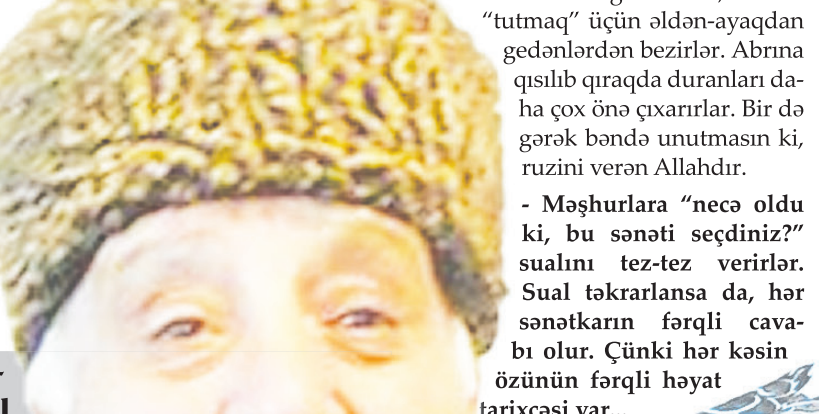 “tutmaq” üçün əldən-ayaqdan
gedənlərdən bezirlər. Abrına
qısılıb qıraqda duranları da-
ha çox önə çıxarırlar. Bir də
gərək bəndə unutmasın ki,
ruzini verən Allahdır.
- Məşhurlara “necə oldu
ki, bu sənəti seçdiniz?”
sualını tez-tez verirlər.
Sual təkrarlansa da, hər
sənətkarın fərqli cava-
bı olur. Çünki hər kəsin
özünün fərqli həyat
tarixçəsi var...